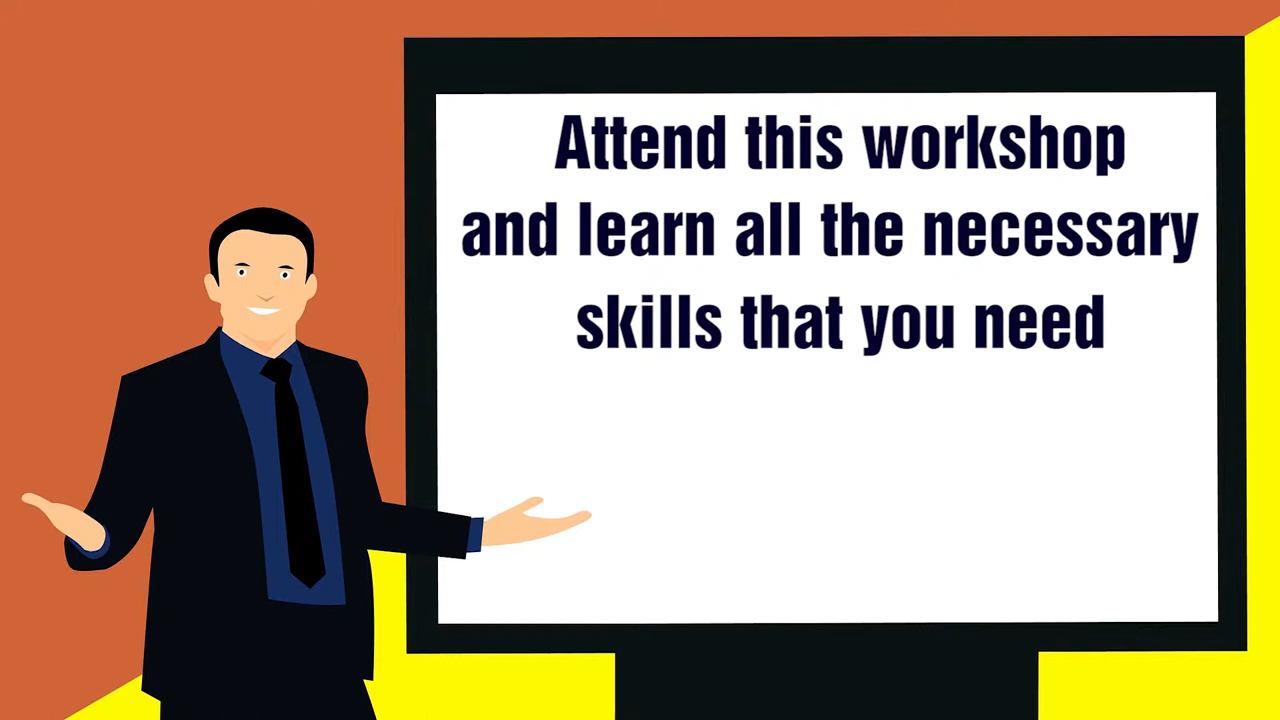 Attend this workshop
and learn all the necessary
skills that you need